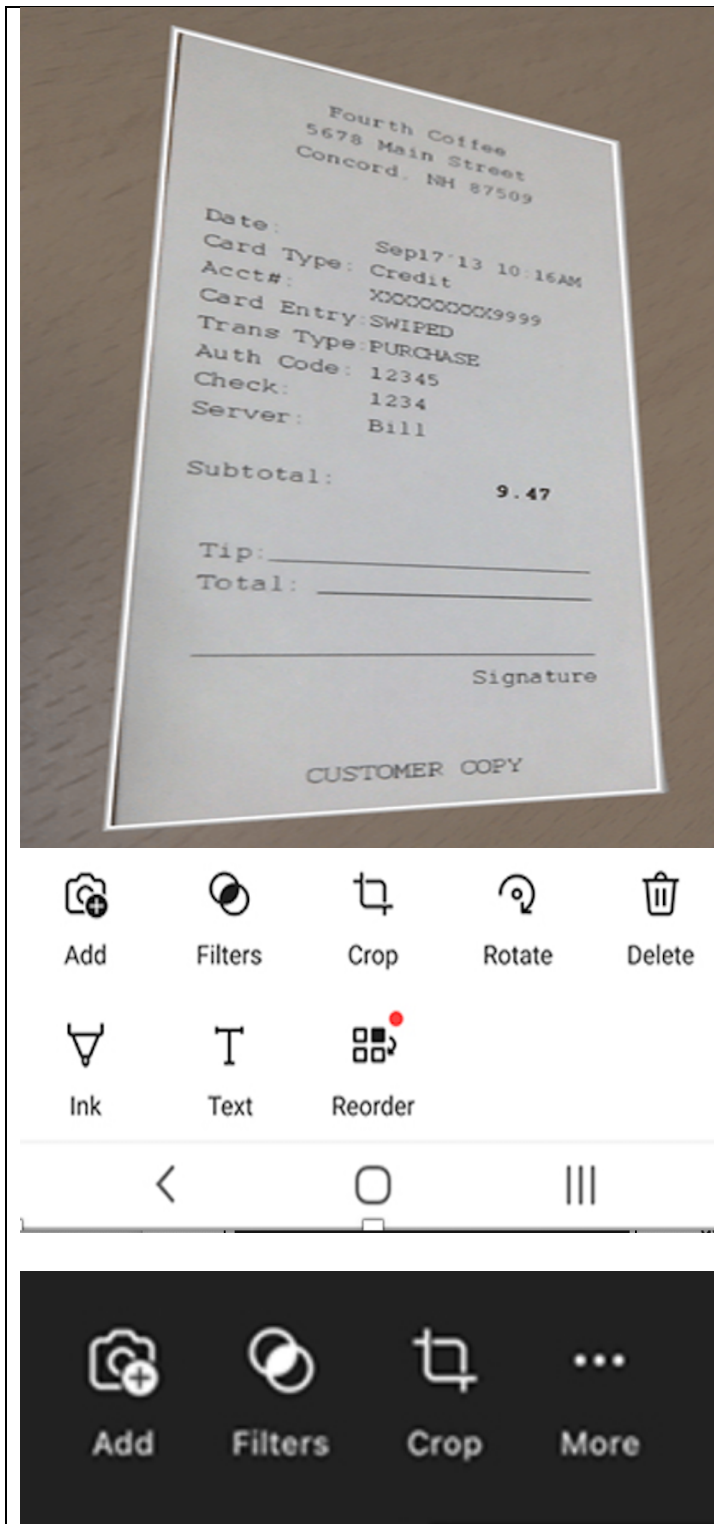 Fourth Coffee
5678 Main Street
Concord, NH 87509
Date: Sep17'13 10:16AM
Card Type: Credit
Acct#: XXXXXXXXXX9999
Card Entry:SWIPED
Trans Type:PURCHASE
Auth Code: 12345
Check: 1234
Server: Bill
Subtotal: 9.47
Tip:
Total:
Signature
CUSTOMER COPY
Add Filters Crop Rotate Delete
Ink Text Reorder
Add Filters Crop More